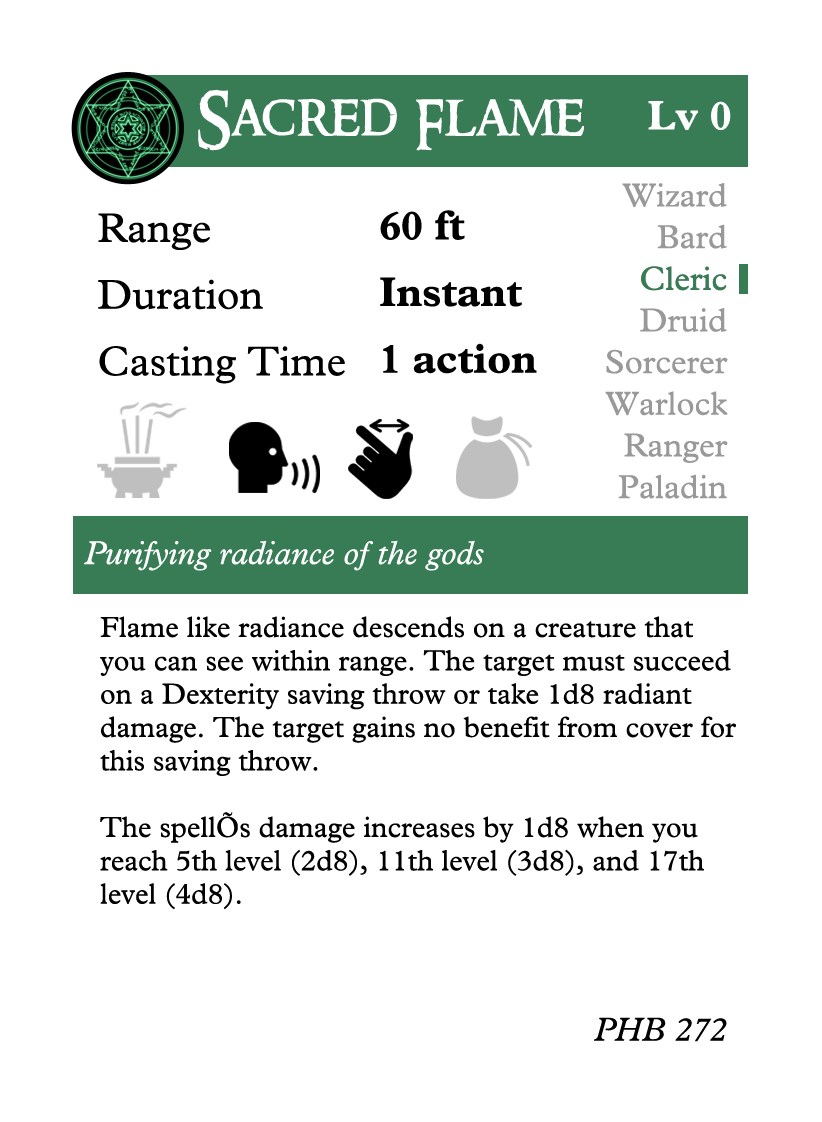 SACRED FLAME Lv 0
Range 60 ft
Duration Instant
Casting Time 1 action
Wizard
Bard
Cleric
Druid
Sorcerer
Warlock
Ranger
Paladin
Purifying radiance of the gods
Flame like radiance descends on a creature that
you can see within range. The target must succeed
on a Dexterity saving throw or take 1d8 radiant
damage. The target gains no benefit from cover for
this saving throw.
The spellÕs damage increases by 1d8 when you
reach 5th level (2d8), 11th level (3d8), and 17th
level (4d8).
PHB 272